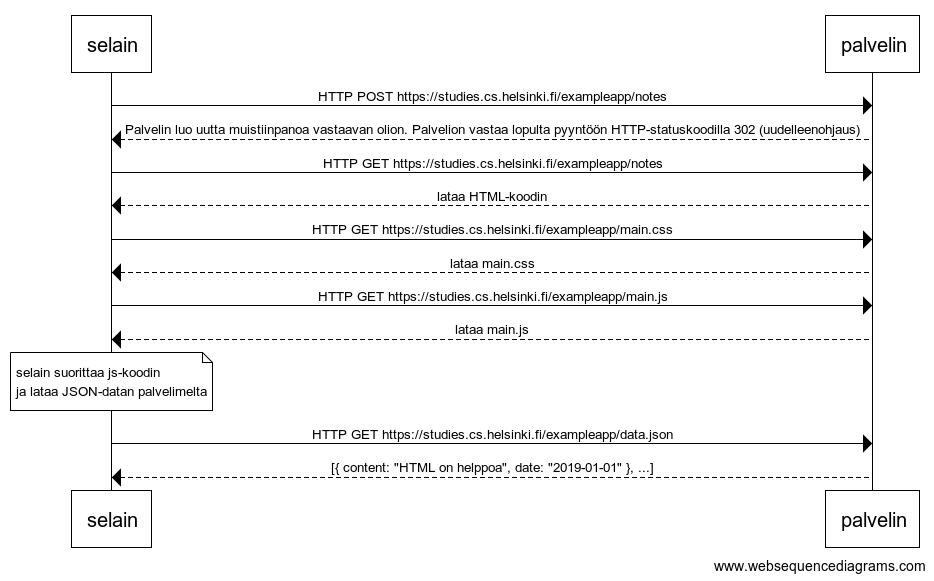 selain palvelin
HTTP POST https://studies.cs.helsinki.fi/exampleapp/notes
Palvelin luo uutta muistiinpanoa vastaavan olion. Palvelion vastaa lopulta pyyntöön HTTP-statuskoodilla 302 (uudelleenohjaus)
HTTP GET https://studies.cs.helsinki.fi/exampleapp/notes
lataa HTML-koodin
HTTP GET https://studies.cs.helsinki.fi/exampleapp/main.css
lataa main.css
HTTP GET https://studies.cs.helsinki.fi/exampleapp/main.js
lataa main.js
selain suorittaa js-koodin
ja lataa JSON-datan palvelimelta
HTTP GET https://studies.cs.helsinki.fi/exampleapp/data.json
[{ content: "HTML on helppoa", date: "2019-01-01" }, ...]
selain palvelin
www.websequencediagrams.com